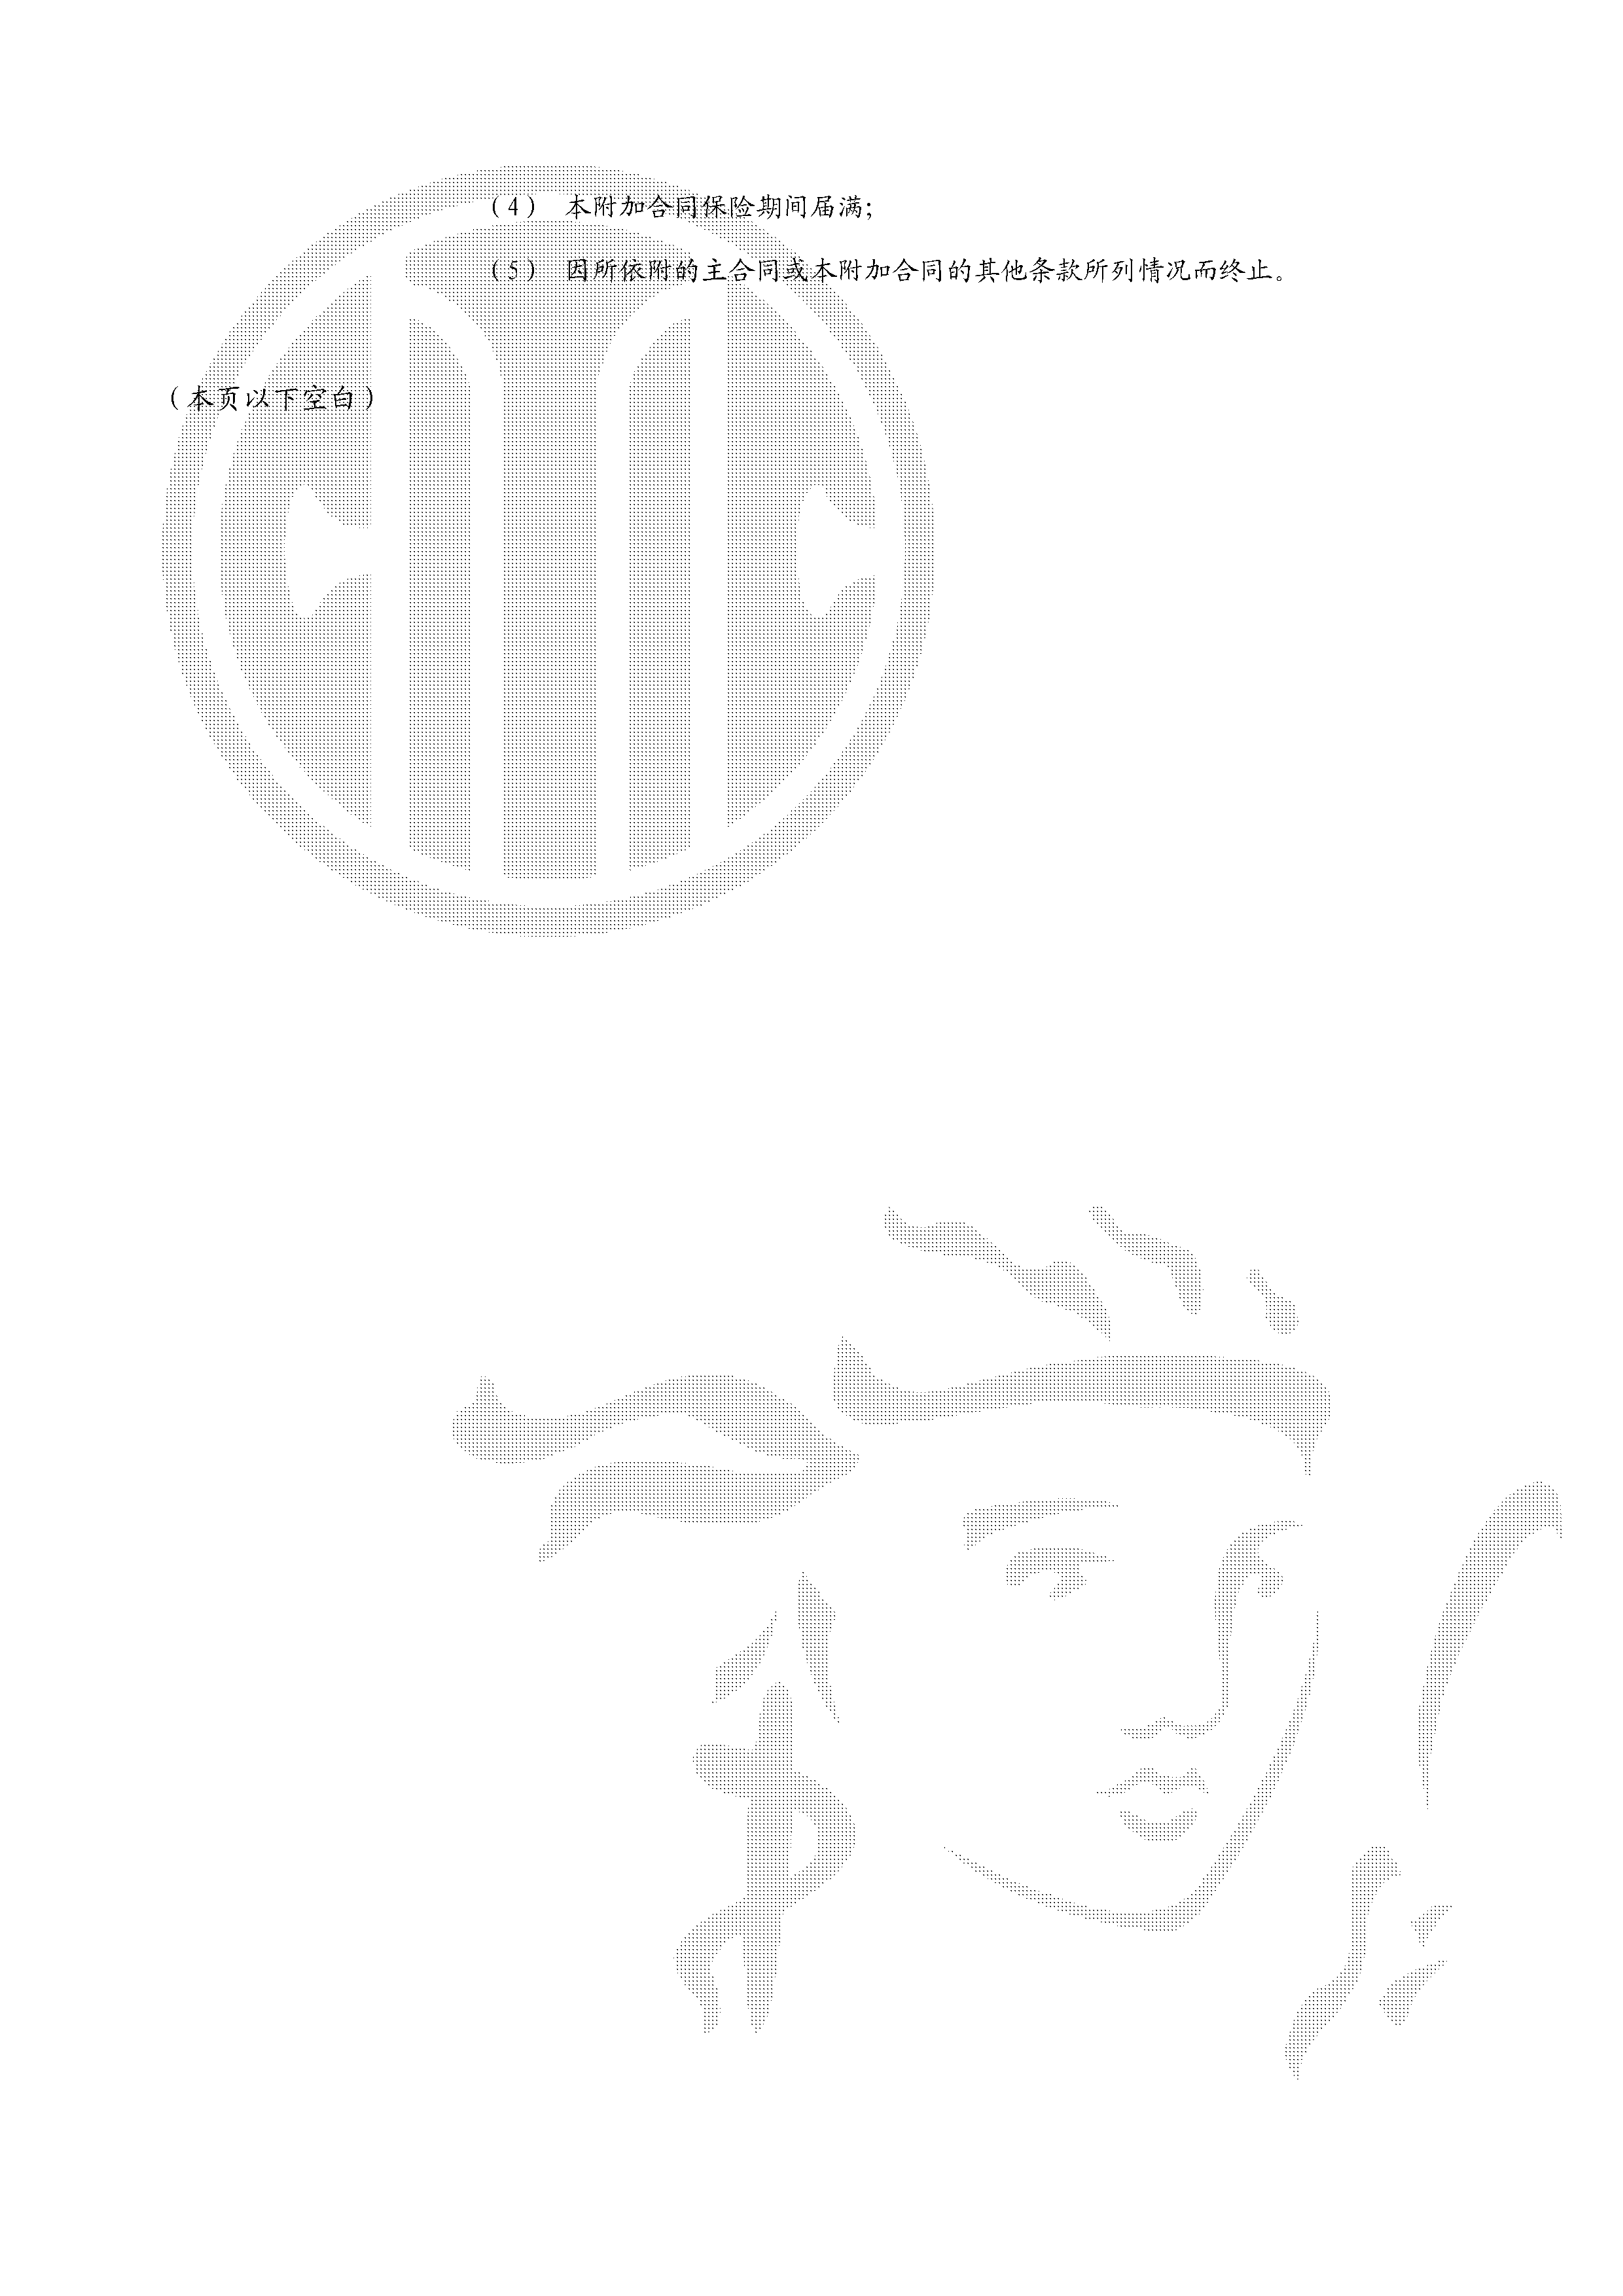 （4） 本附加合同保险期间届满；
（5） 因所依附的主合同或本附加合同的其他条款所列情况而终止。
（本页以下空白）